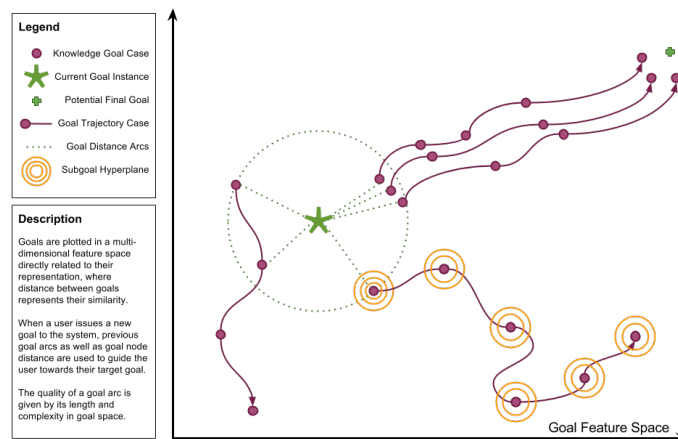 Legend
Knowledge Goal Case
Current Goal Instance
Potential Final Goal
Goal Trajectory Case
Goal Distance Arcs
Subgoal Hyperplane
Description
Goals are plotted in a multi-
dimensional feature space
directly related to their
representation, where
distance between goals
represents their similarity.
When a user issues a new
goal to the system, previous
goal arcs as well as goal node
distance are used to guide the
user towards their target goal.
The quality of a goal arc is
given by its length and
complexity in goal space.
Goal Feature Space